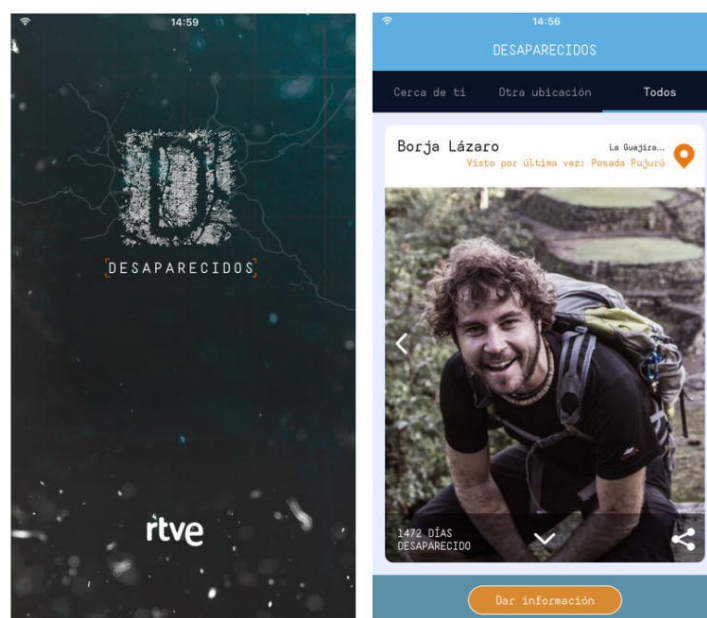 14:59
D
[DESAPARECIDOS]
rtve
14:56
DESAPARECIDOS
Cerca de ti Otra ubicación Todos
Borja Lázaro La Guajira...
Visto por última vez: Posada Pujurú
1472 DÍAS
DESAPARECIDO
Dar información